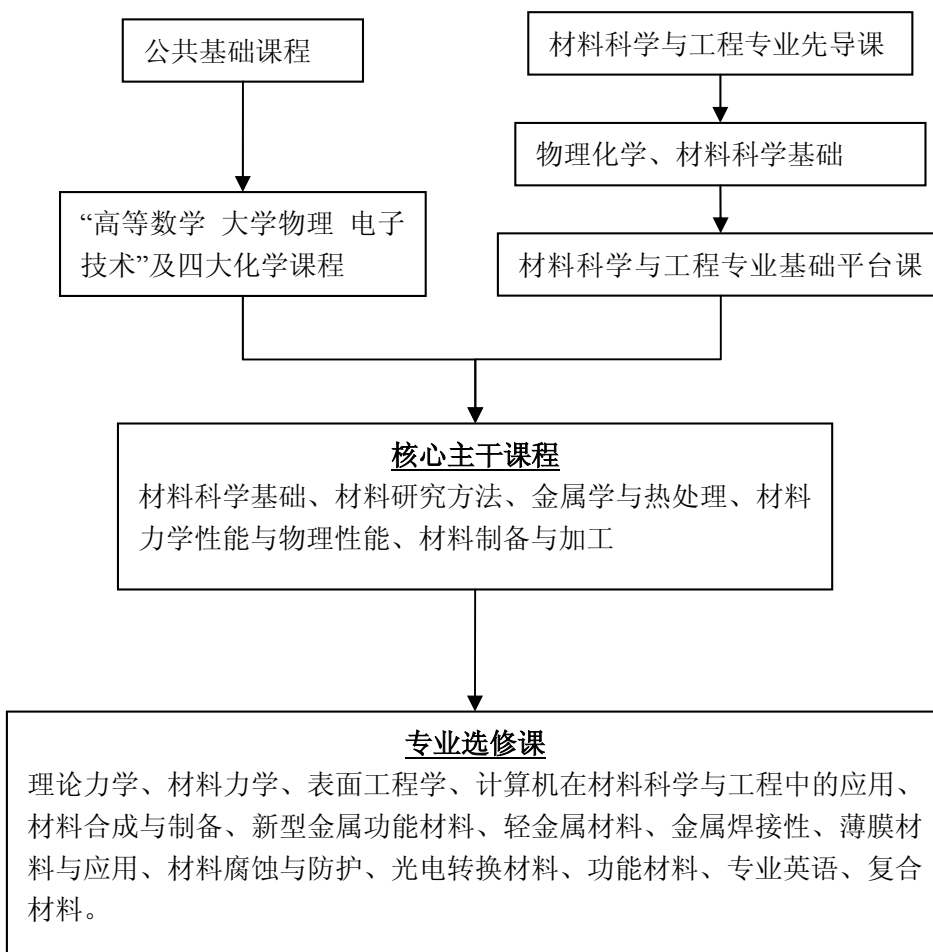 公共基础课程
材料科学与工程专业先导课
物理化学、材料科学基础
“高等数学 大学物理 电子
技术”及四大化学课程
材料科学与工程专业基础平台课
核心主干课程
材料科学基础、材料研究方法、金属学与热处理、材料
力学性能与物理性能、材料制备与加工
专业选修课
理论力学、材料力学、表面工程学、计算机在材料科学与工程中的应用、
材料合成与制备、新型金属功能材料、轻金属材料、金属焊接性、薄膜材
料与应用、材料腐蚀与防护、光电转换材料、功能材料、专业英语、复合
材料。